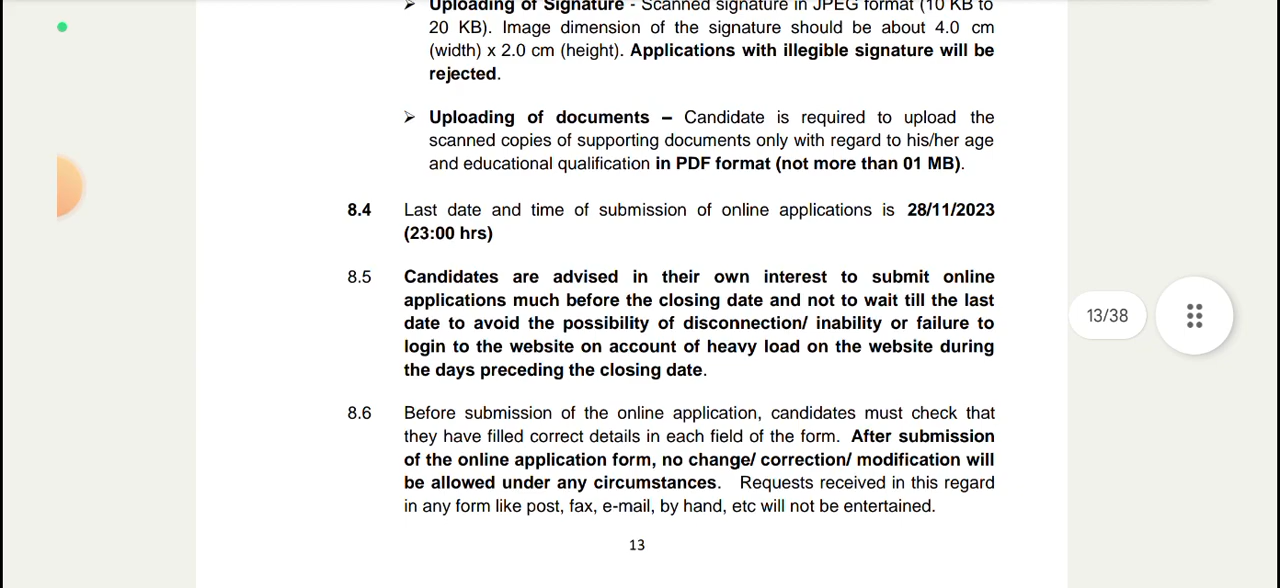 ➢ Uploading of Signature - Scanned signature in JPEG format (10 KB to
20 KB). Image dimension of the signature should be about 4.0 cm
(width) x 2.0 cm (height). Applications with illegible signature will be
rejected.
➢ Uploading of documents – Candidate is required to upload the
scanned copies of supporting documents only with regard to his/her age
and educational qualification in PDF format (not more than 01 MB).
8.4 Last date and time of submission of online applications is 28/11/2023
(23:00 hrs)
8.5 Candidates are advised in their own interest to submit online
applications much before the closing date and not to wait till the last
date to avoid the possibility of disconnection/ inability or failure to
login to the website on account of heavy load on the website during
the days preceding the closing date.
13/38
8.6 Before submission of the online application, candidates must check that
they have filled correct details in each field of the form. After submission
of the online application form, no change/ correction/ modification will
be allowed under any circumstances. Requests received in this regard
in any form like post, fax, e-mail, by hand, etc will not be entertained.
13